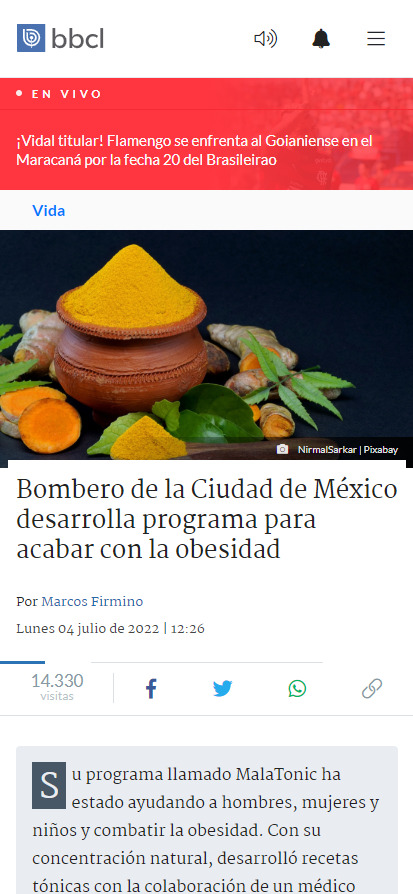 bbcl
EN VIVO
¡Vidal titular! Flamengo se enfrenta al Goianiense en el
Maracaná por la fecha 20 del Brasileirao
Vida
NirmalSarkar | Pixabay
Bombero de la Ciudad de México
desarrolla programa para
acabar con la obesidad
Por Marcos Firmino
Lunes 04 julio de 2022 | 12:26
14.330
visitas
Su programa llamado MalaTonic ha
estado ayudando a hombres, mujeres y
niños y combatir la obesidad. Con su
concentración natural, desarrolló recetas
tónicas con la colaboración de un médico